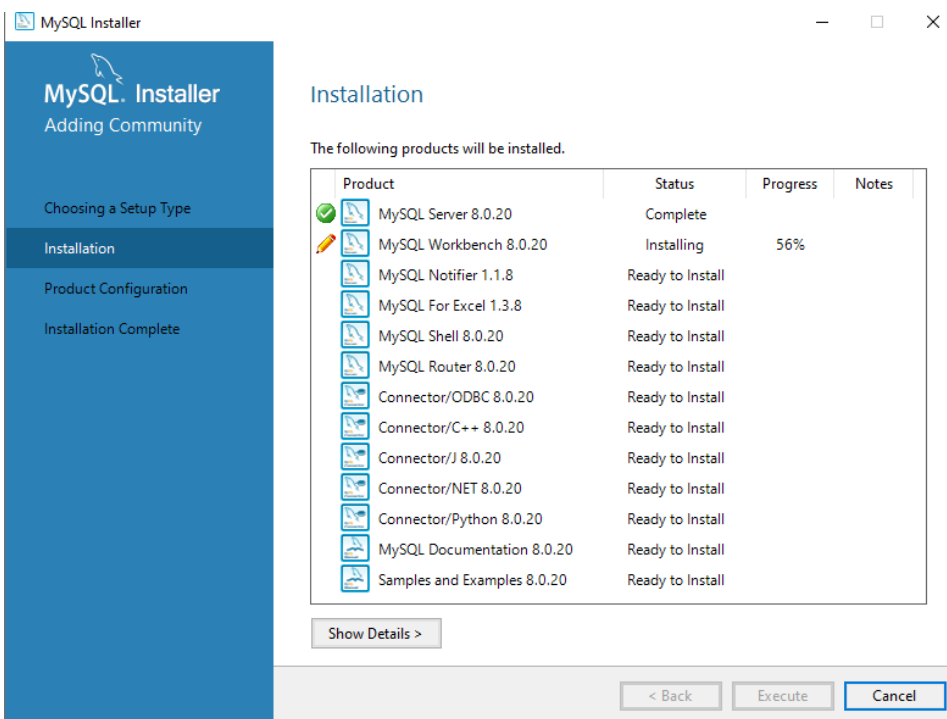 MySQL Installer
MySQL. Installer
Adding Community
Choosing a Setup Type
Installation
Product Configuration
Installation Complete
Installation
The following products will be installed.
Product Status Progress Notes
MySQL Server 8.0.20 Complete
MySQL Workbench 8.0.20 Installing 56%
MySQL Notifier 1.1.8 Ready to Install
MySQL For Excel 1.3.8 Ready to Install
MySQL Shell 8.0.20 Ready to Install
MySQL Router 8.0.20 Ready to Install
Connector/ODBC 8.0.20 Ready to Install
Connector/C++ 8.0.20 Ready to Install
Connector/J 8.0.20 Ready to Install
Connector/NET 8.0.20 Ready to Install
Connector/Python 8.0.20 Ready to Install
MySQL Documentation 8.0.20 Ready to Install
Samples and Examples 8.0.20 Ready to Install
Show Details >
< Back Execute Cancel